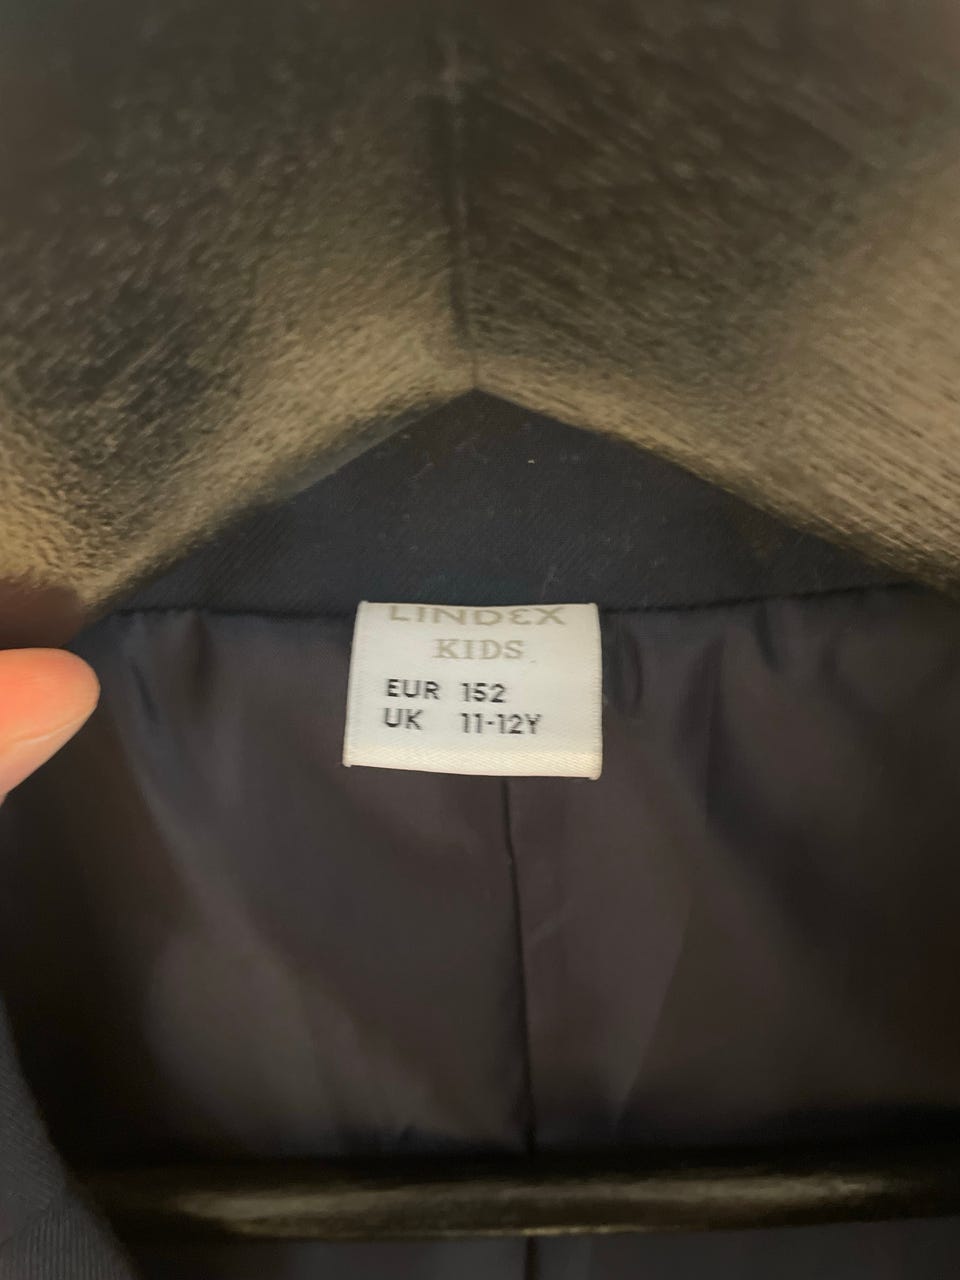 LINDEX
KIDS
EUR 152
UK 11-12Y